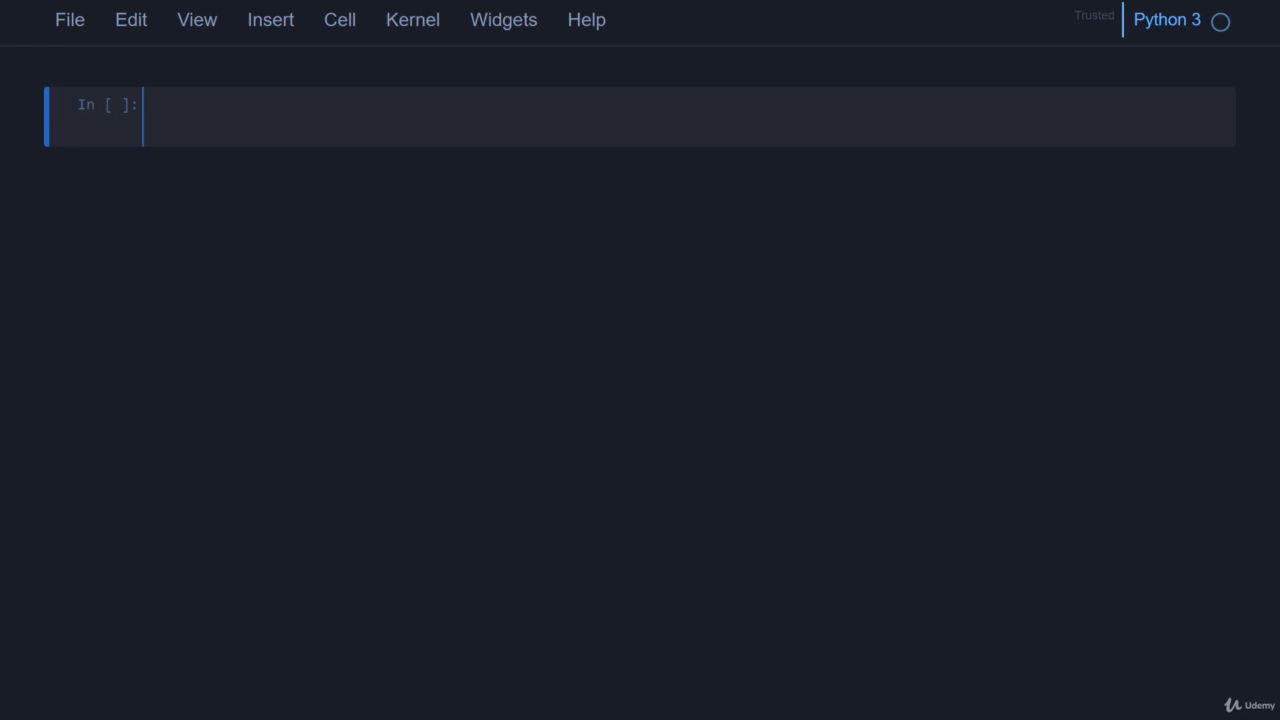 File Edit View Insert Cell Kernel Widgets Help Trusted Python 3
In [ ]:
Udemy